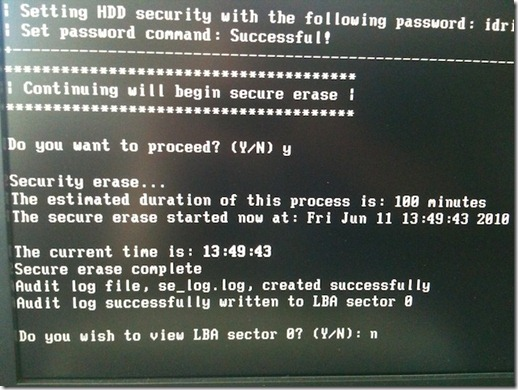 | Setting HDD security with the following password: idri
| Set password command: Successful!
+------------------------------------------------------
************************************
| Continuing will begin secure erase |
************************************
Do you want to proceed? (Y/N) y
Security erase...
The estimated duration of this process is: 100 minutes
The secure erase started now at: Fri Jun 11 13:49:43 2010
The current time is: 13:49:43
Secure erase complete
Audit log file, se_log.log, created successfully
Audit log successfully written to LBA sector 0
Do you wish to view LBA sector 0? (Y/N): n